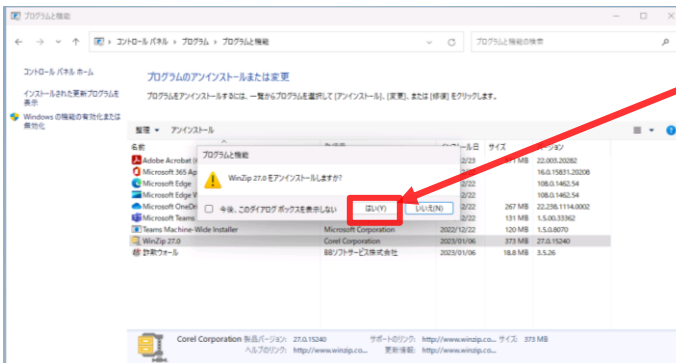 プログラムと機能
コントロール パネル › プログラム › プログラムと機能
プログラムと機能の検索
コントロール パネル ホーム
インストールされた更新プログラムを表示
Windows の機能の有効化または無効化
プログラムのアンインストールまたは変更
プログラムをアンインストールするには、一覧からプログラムを選択して [アンインストール]、[変更]、または [修復] をクリックします。
整理 ▼ アンインストール
名前 サイズ バージョン
Adobe Acrobat 22.003.20282
Microsoft 365 Ap 16.0.15831.20208
Microsoft Edge 108.0.1462.54
Microsoft Edge 108.0.1462.54
Microsoft OneDr 267 MB 22.238.1114.0002
Microsoft Teams 131 MB 1.5.00.33362
Teams Machine-Wide Installer Microsoft Corporation 2022/12/22 120 MB 1.5.0.8070
WinZip 27.0 Corel Corporation 2023/01/06 373 MB 27.0.15240
詐欺ウォール BBソフトサービス株式会社 2023/01/06 18.8 MB 3.5.26
プログラムと機能
WinZip 27.0 をアンインストールしますか?
今後、このダイアログ ボックスを表示しない
はい(Y)
いいえ(N)
Corel Corporation 製品バージョン: 27.0.15240 サポートのリンク: http://www.winzip.co... サイズ: 373 MB
ヘルプのリンク: http://www.winzip.co... 更新情報: http://www.winzip.co...